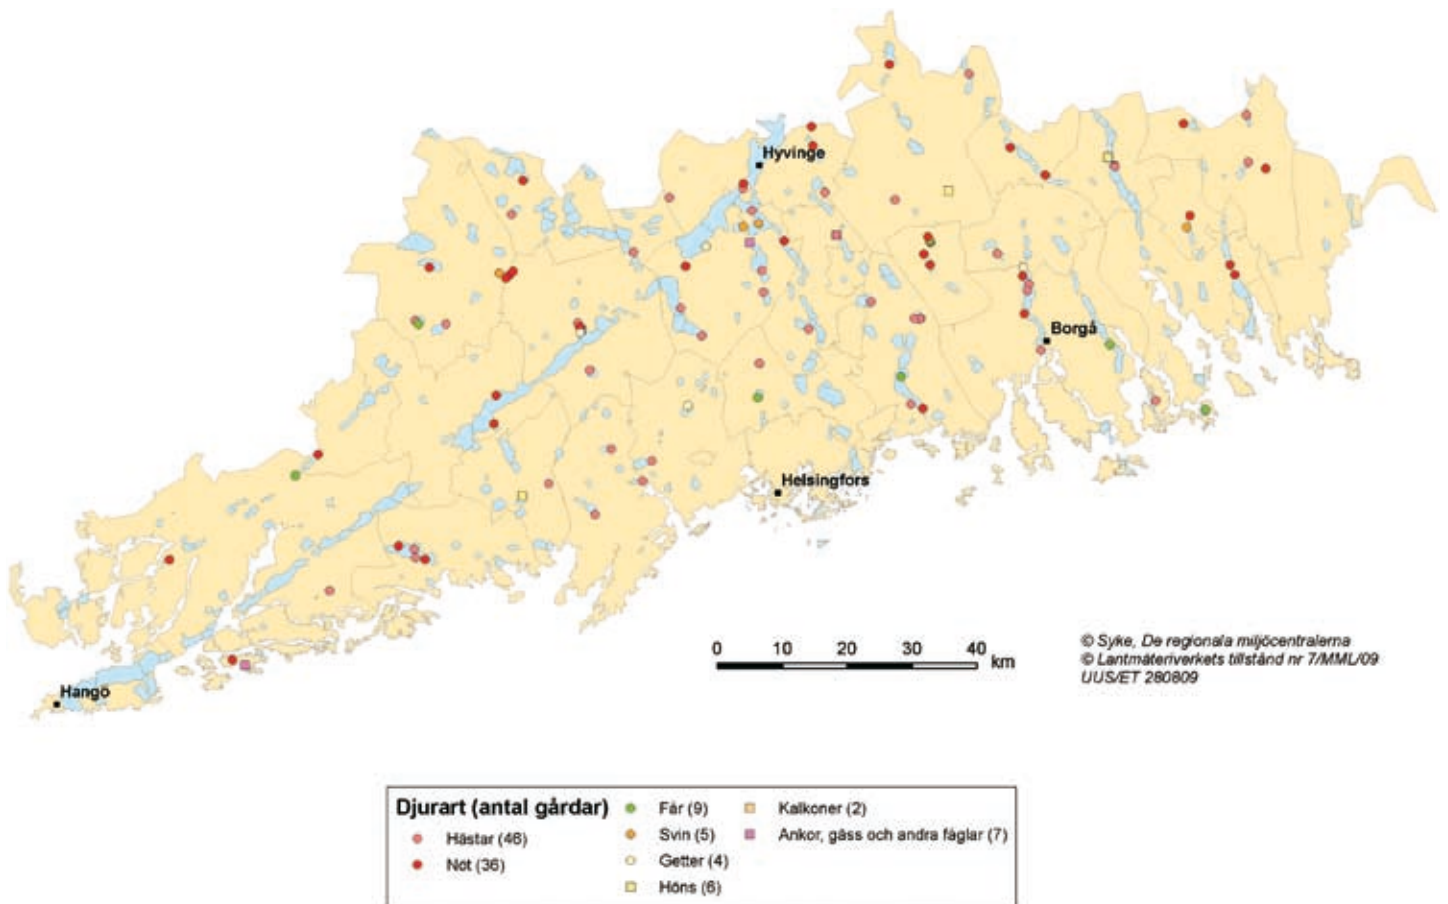 Hyvinge
Borgå
Helsingfors
Hangö
0 10 20 30 40
km
© Syke, De regionala miljöcentralerna
© Lantmäteriverkets tillstånd nr 7/MML/09
UUS/ET 280809
Djurart (antal gårdar)
Hästar (46)
Nöt (36)
Får (9)
Svin (5)
Getter (4)
Höns (6)
Kalkoner (2)
Ankor, gäss och andra fåglar (7)